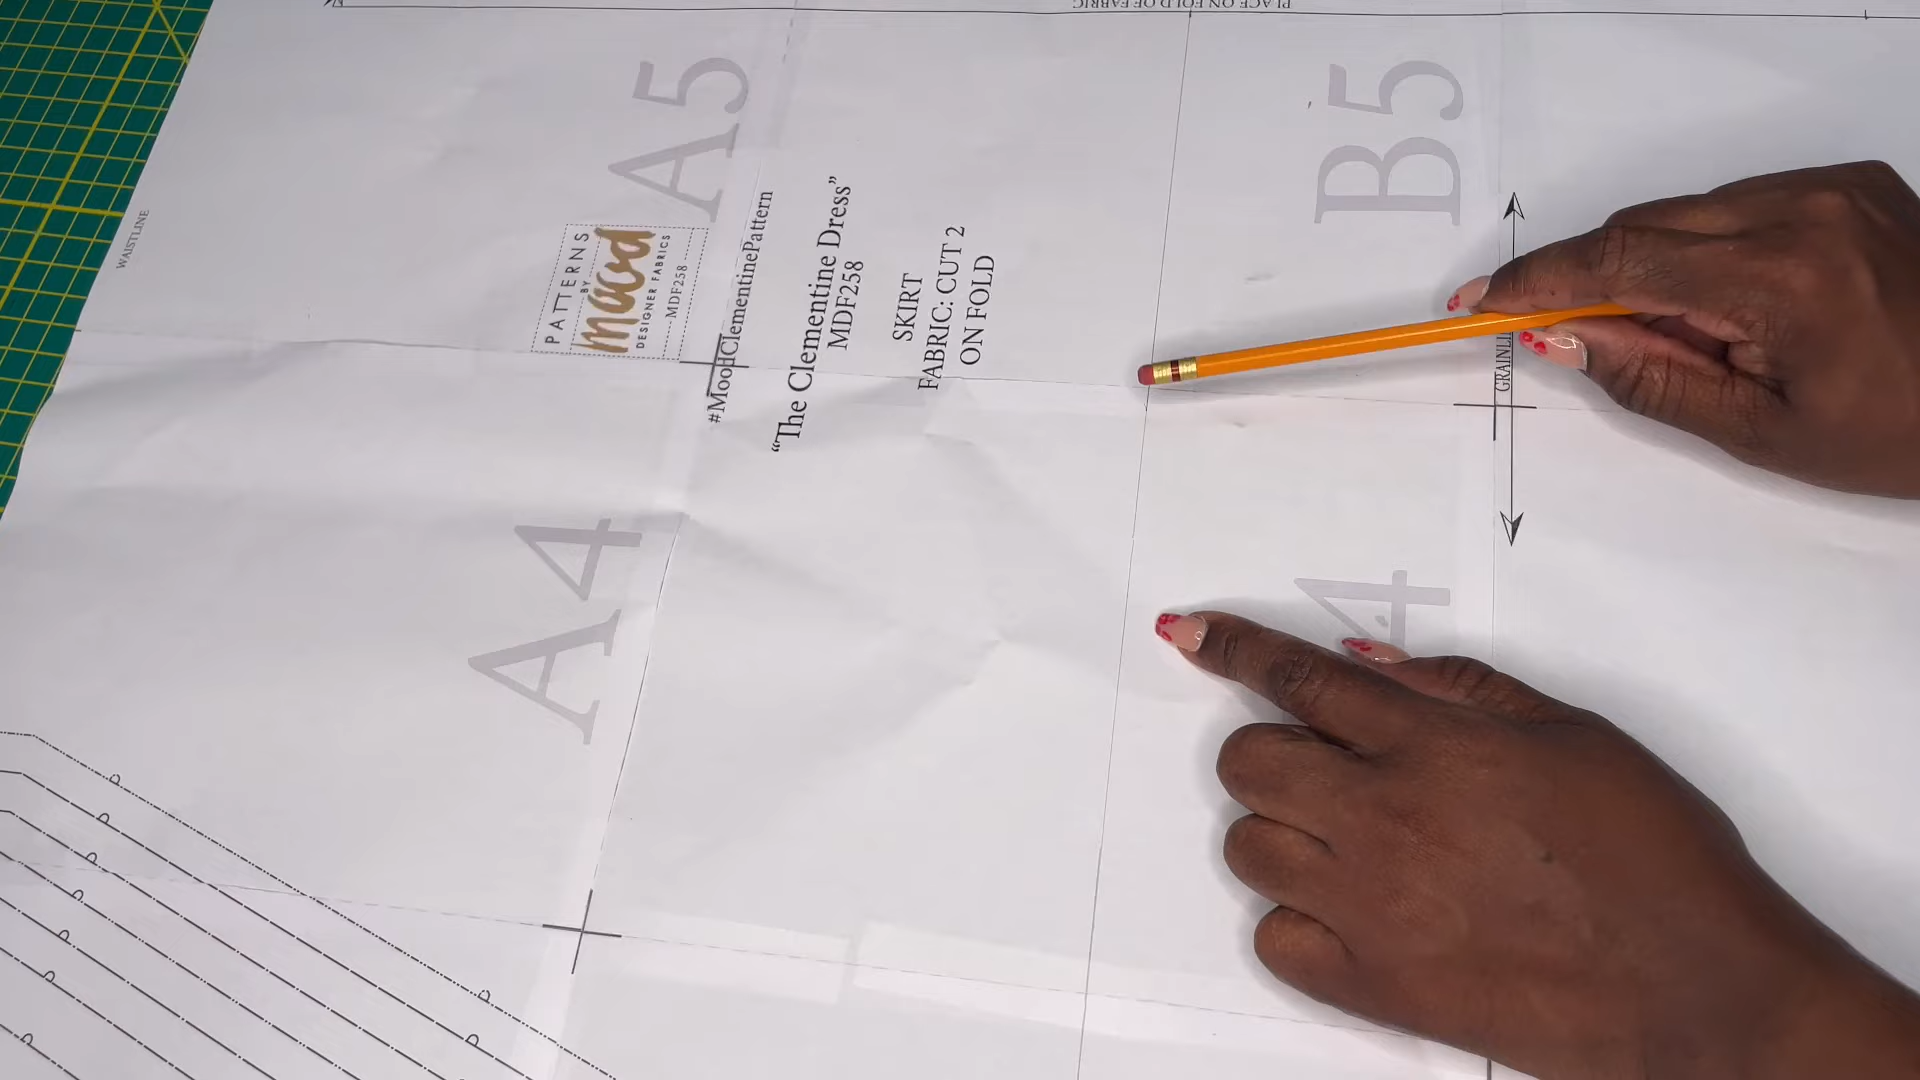 PLACE ON FOLD OF FABRIC
A5
B5
WAISTLINE
PATTERNS
BY
mood
DESIGNER FABRICS
MDF258
#MoodClementinePattern
“The Clementine Dress”
MDF258
SKIRT
FABRIC: CUT 2
ON FOLD
A4
4